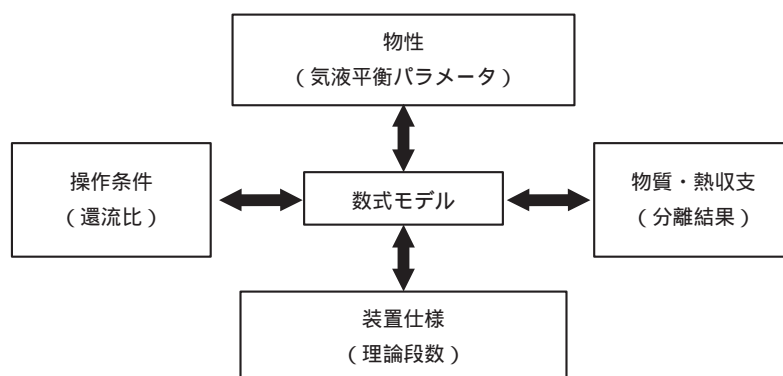 物性
（気液平衡パラメータ）
操作条件
（還流比）
数式モデル
物質・熱収支
（分離結果）
装置仕様
（理論段数）